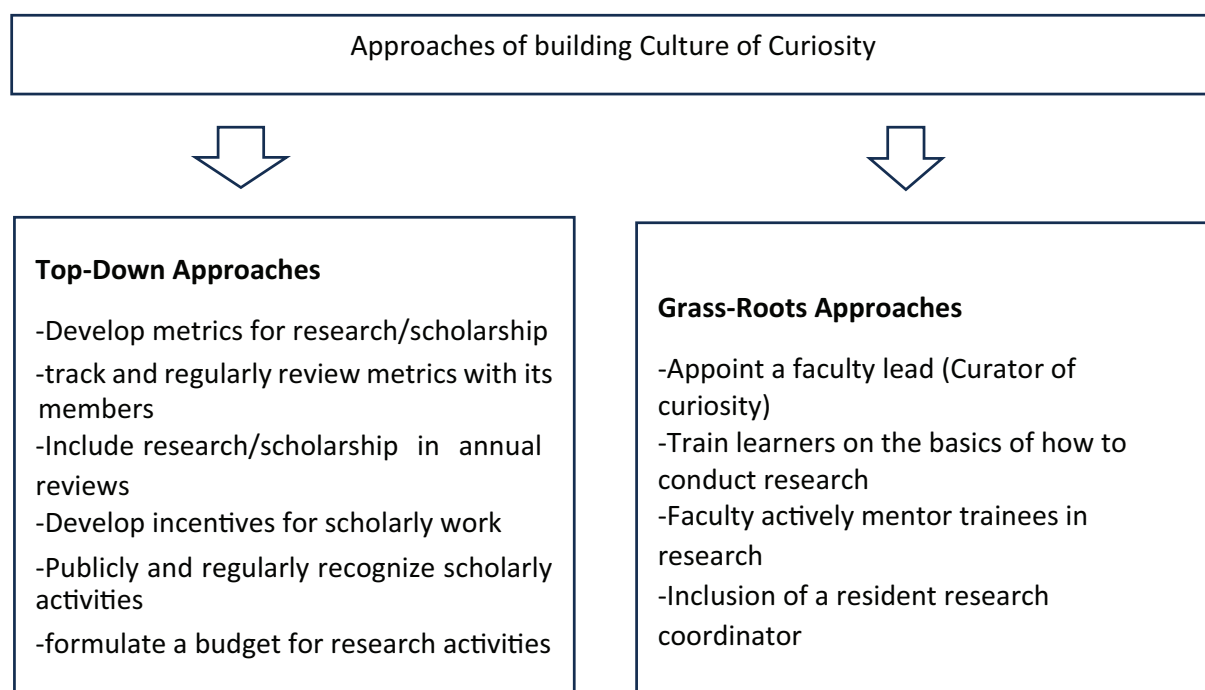 Approaches of building Culture of Curiosity
Top-Down Approaches
-Develop metrics for research/scholarship
-track and regularly review metrics with its
members
-Include research/scholarship in annual
reviews
-Develop incentives for scholarly work
-Publicly and regularly recognize scholarly
activities
-formulate a budget for research activities
Grass-Roots Approaches
-Appoint a faculty lead (Curator of
curiosity)
-Train learners on the basics of how to
conduct research
-Faculty actively mentor trainees in
research
-Inclusion of a resident research
coordinator